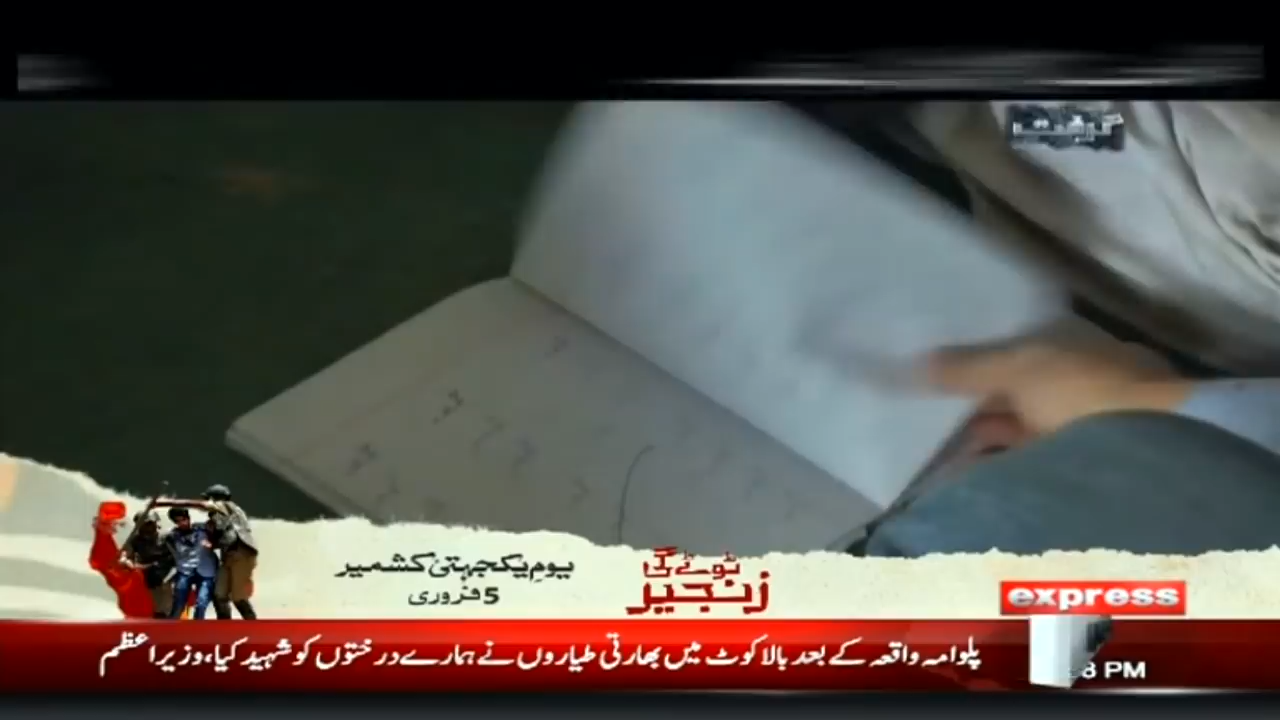 یومِ یکجہتیٔ کشمیر
5 فروری
ٹوٹے گی
زنجیر
express
پلوامہ واقعہ کے بعد بالاکوٹ میں بھارتی طیاروں نے ہمارے درختوں کو شہید کیا، وزیراعظم
8 PM